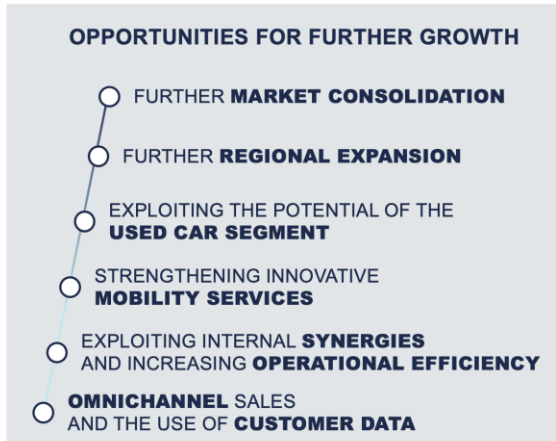 OPPORTUNITIES FOR FURTHER GROWTH
FURTHER MARKET CONSOLIDATION
FURTHER REGIONAL EXPANSION
EXPLOITING THE POTENTIAL OF THE
USED CAR SEGMENT
STRENGTHENING INNOVATIVE
MOBILITY SERVICES
EXPLOITING INTERNAL SYNERGIES
AND INCREASING OPERATIONAL EFFICIENCY
OMNICHANNEL SALES
AND THE USE OF CUSTOMER DATA